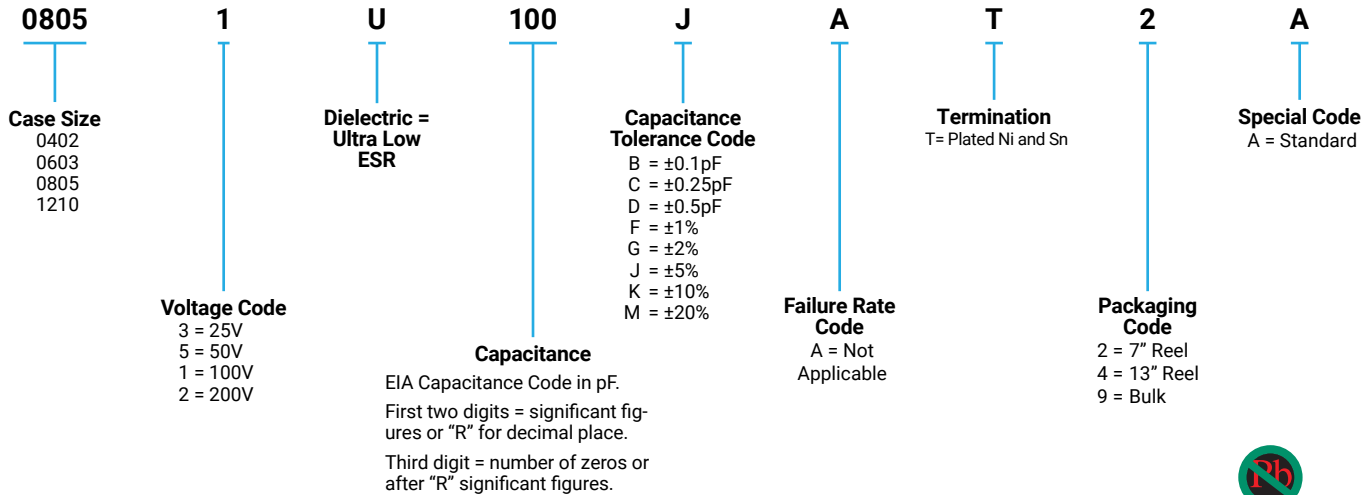 0805 1 U 100 J A T 2 A
Case Size
0402
0603
0805
1210
Voltage Code
3 = 25V
5 = 50V
1 = 100V
2 = 200V
Dielectric =
Ultra Low
ESR
Capacitance
EIA Capacitance Code in pF.
First two digits = significant fig-
ures or “R” for decimal place.
Third digit = number of zeros or
after “R” significant figures.
Capacitance
Tolerance Code
B = ±0.1pF
C = ±0.25pF
D = ±0.5pF
F = ±1%
G = ±2%
J = ±5%
K = ±10%
M = ±20%
Failure Rate
Code
A = Not
Applicable
Termination
T= Plated Ni and Sn
Packaging
Code
2 = 7” Reel
4 = 13” Reel
9 = Bulk
Special Code
A = Standard
Pb